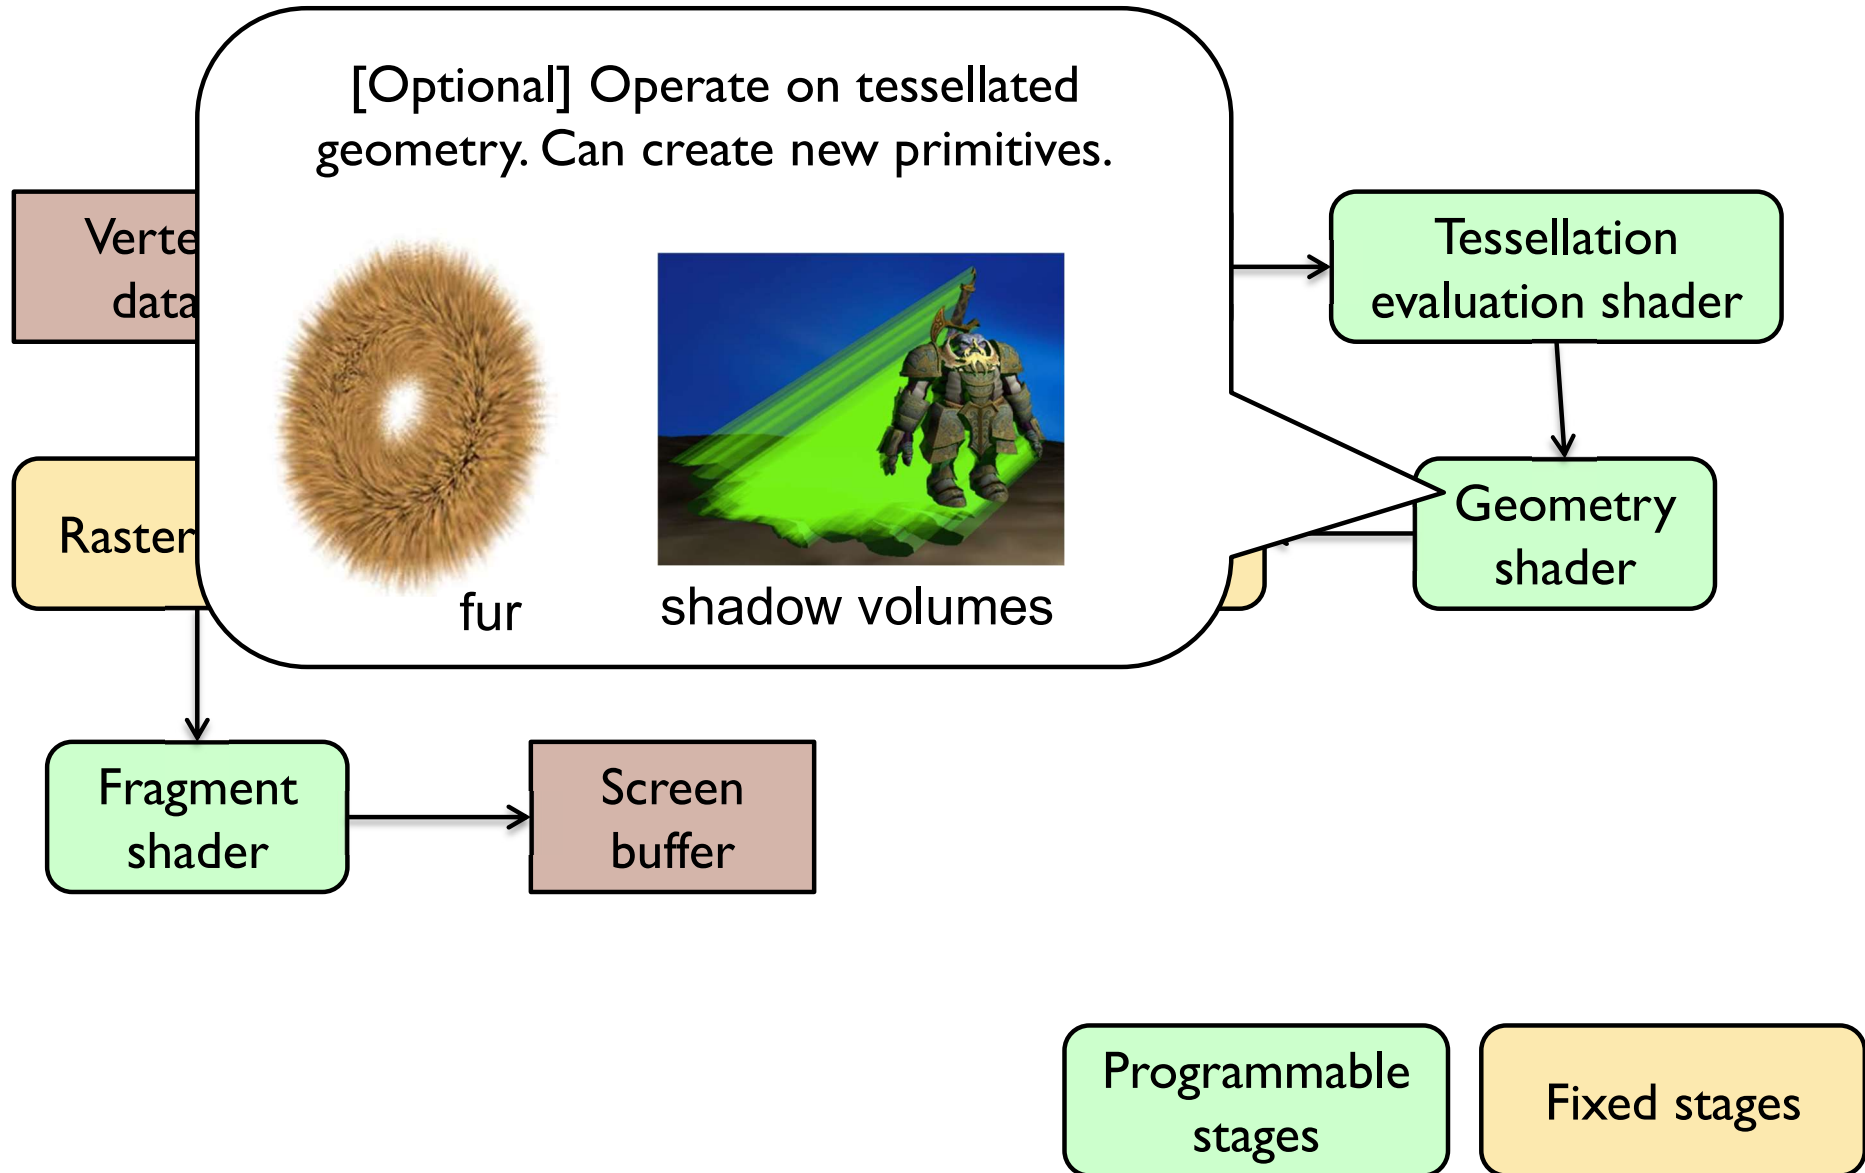 [Optional] Operate on tessellated
geometry. Can create new primitives.
Verte
data
Tessellation
evaluation shader
fur
shadow volumes
Raster
Geometry
shader
Fragment
shader
Screen
buffer
Programmable
stages
Fixed stages